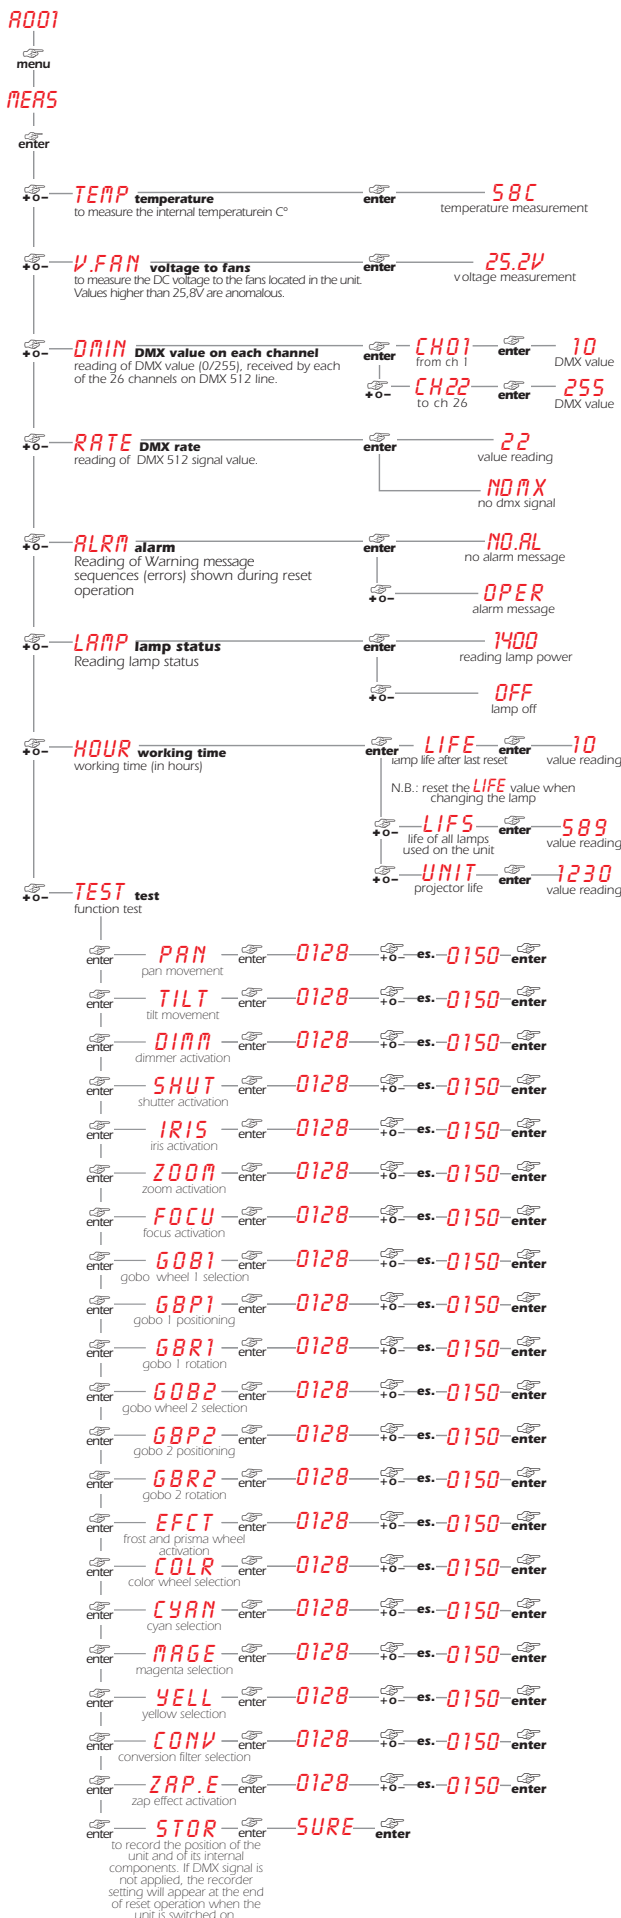 A001
menu
MEAS
enter
+ o - TEMP temperature enter 58C
to measure the internal temperaturein C° temperature measurement
+ o - V.FAN voltage to fans enter 25.2V
to measure the DC voltage to the fans located in the unit. voltage measurement
Values higher than 25,8V are anomalous.
+ o - DMIN DMX value on each channel enter CH01 enter 10
reading of DMX value (0/255), received by each from ch 1 DMX value
of the 26 channels on DMX 512 line. + o - CH22 enter 255
to ch 26 DMX value
+ o - RATE DMX rate enter 22
reading of DMX 512 signal value. value reading
NDMX
no dmx signal
+ o - ALRM alarm enter NO.AL
Reading of Warning message no alarm message
sequences (errors) shown during reset
operation + o - OPER
alarm message
+ o - LAMP lamp status enter 1400
Reading lamp status reading lamp power
+ o - OFF
lamp off
+ o - HOUR working time enter LIFE enter 10
working time (in hours) lamp life after last reset value reading
N.B.: reset the LIFE value when
changing the lamp
+ o - LIFS enter 589
life of all lamps value reading
used on the unit
+ o - UNIT enter 1230
projector life value reading
+ o - TEST test
function test
enter PAN enter 0128 + o - es. 0150 enter
pan movement
enter TILT enter 0128 + o - es. 0150 enter
tilt movement
enter DIMM enter 0128 + o - es. 0150 enter
dimmer activation
enter SHUT enter 0128 + o - es. 0150 enter
shutter activation
enter IRIS enter 0128 + o - es. 0150 enter
iris activation
enter ZOOM enter 0128 + o - es. 0150 enter
zoom activation
enter FOCU enter 0128 + o - es. 0150 enter
focus activation
enter GOB1 enter 0128 + o - es. 0150 enter
gobo wheel 1 selection
enter GBP1 enter 0128 + o - es. 0150 enter
gobo 1 positioning
enter GBR1 enter 0128 + o - es. 0150 enter
gobo 1 rotation
enter GOB2 enter 0128 + o - es. 0150 enter
gobo wheel 2 selection
enter GBP2 enter 0128 + o - es. 0150 enter
gobo 2 positioning
enter GBR2 enter 0128 + o - es. 0150 enter
gobo 2 rotation
enter EFCT enter 0128 + o - es. 0150 enter
frost and prisma wheel
activation
enter COLR enter 0128 + o - es. 0150 enter
color wheel selection
enter CYAN enter 0128 + o - es. 0150 enter
cyan selection
enter MAGE enter 0128 + o - es. 0150 enter
magenta selection
enter YELL enter 0128 + o - es. 0150 enter
yellow selection
enter CONV enter 0128 + o - es. 0150 enter
conversion filter selection
enter ZAP.E enter 0128 + o - es. 0150 enter
zap effect activation
enter STOR enter SURE enter
to record the position of the
unit and of its internal
components. If DMX signal is
not applied, the recorder
setting will appear at the end
of reset operation when the
unit is switched on